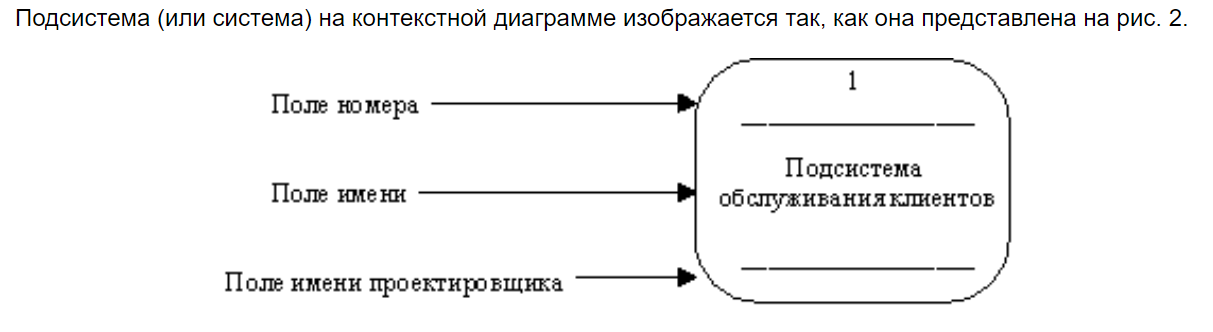 Подсистема (или система) на контекстной диаграмме изображается так, как она представлена на рис. 2.
Поле номера
1
Поле имени
Подсистема
обслуживания клиентов
Поле имени проектировщика